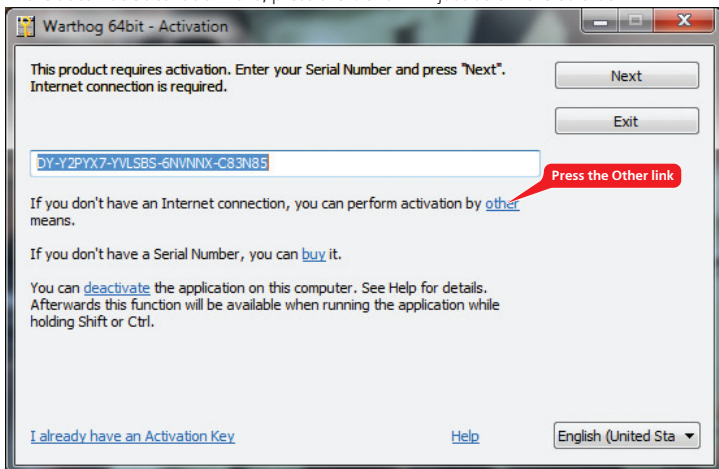 Warthog 64bit - Activation
This product requires activation. Enter your Serial Number and press "Next".
Internet connection is required.
Next
Exit
DY-Y2PYX7-YVLSBS-6NVNNX-C83N85
Press the Other link
If you don't have an Internet connection, you can perform activation by other
means.
If you don't have a Serial Number, you can buy it.
You can deactivate the application on this computer. See Help for details.
Afterwards this function will be available when running the application while
holding Shift or Ctrl.
I already have an Activation Key
Help
English (United Sta